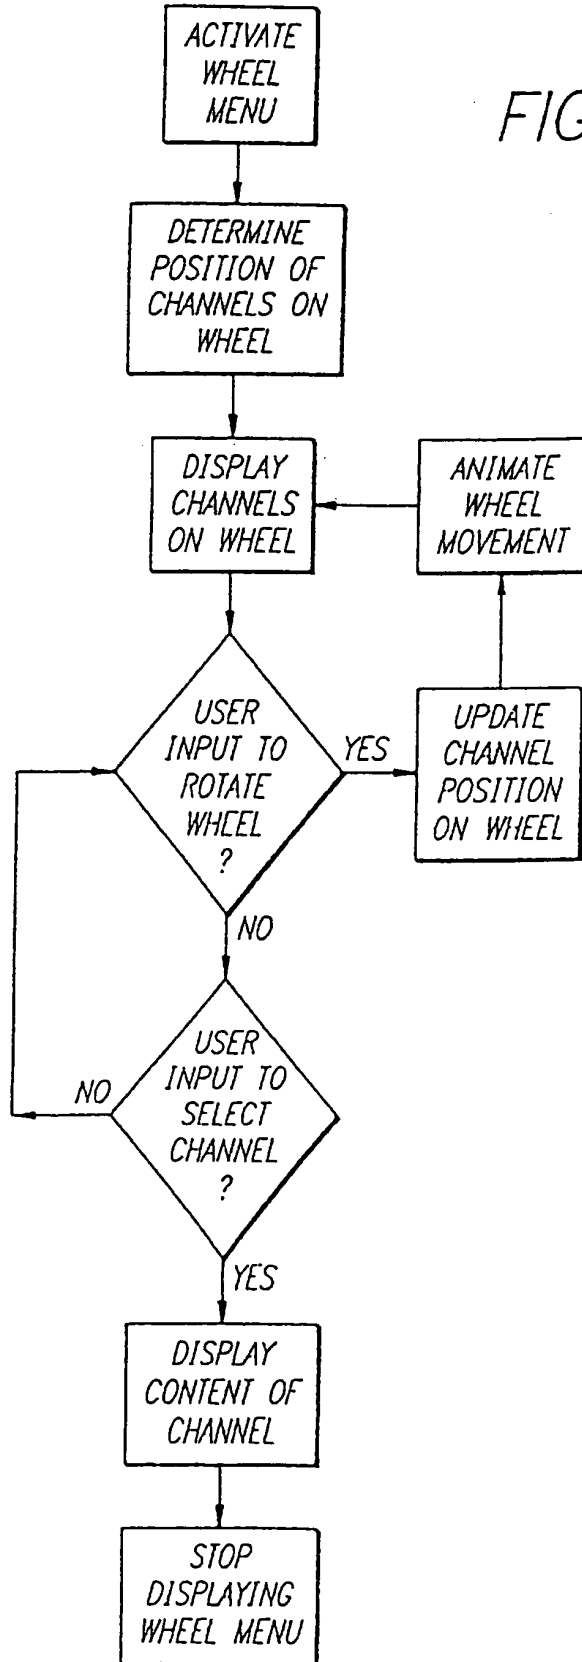 ACTIVATE
WHEEL
MENU
FIG
DETERMINE
POSITION OF
CHANNELS ON
WHEEL
DISPLAY
CHANNELS
ON WHEEL
ANIMATE
WHEEL
MOVEMENT
USER
INPUT TO
ROTATE
WHEEL
?
YES
UPDATE
CHANNEL
POSITION
ON WHEEL
NO
USER
INPUT TO
SELECT
CHANNEL
?
NO
YES
DISPLAY
CONTENT OF
CHANNEL
STOP
DISPLAYING
WHEEL MENU